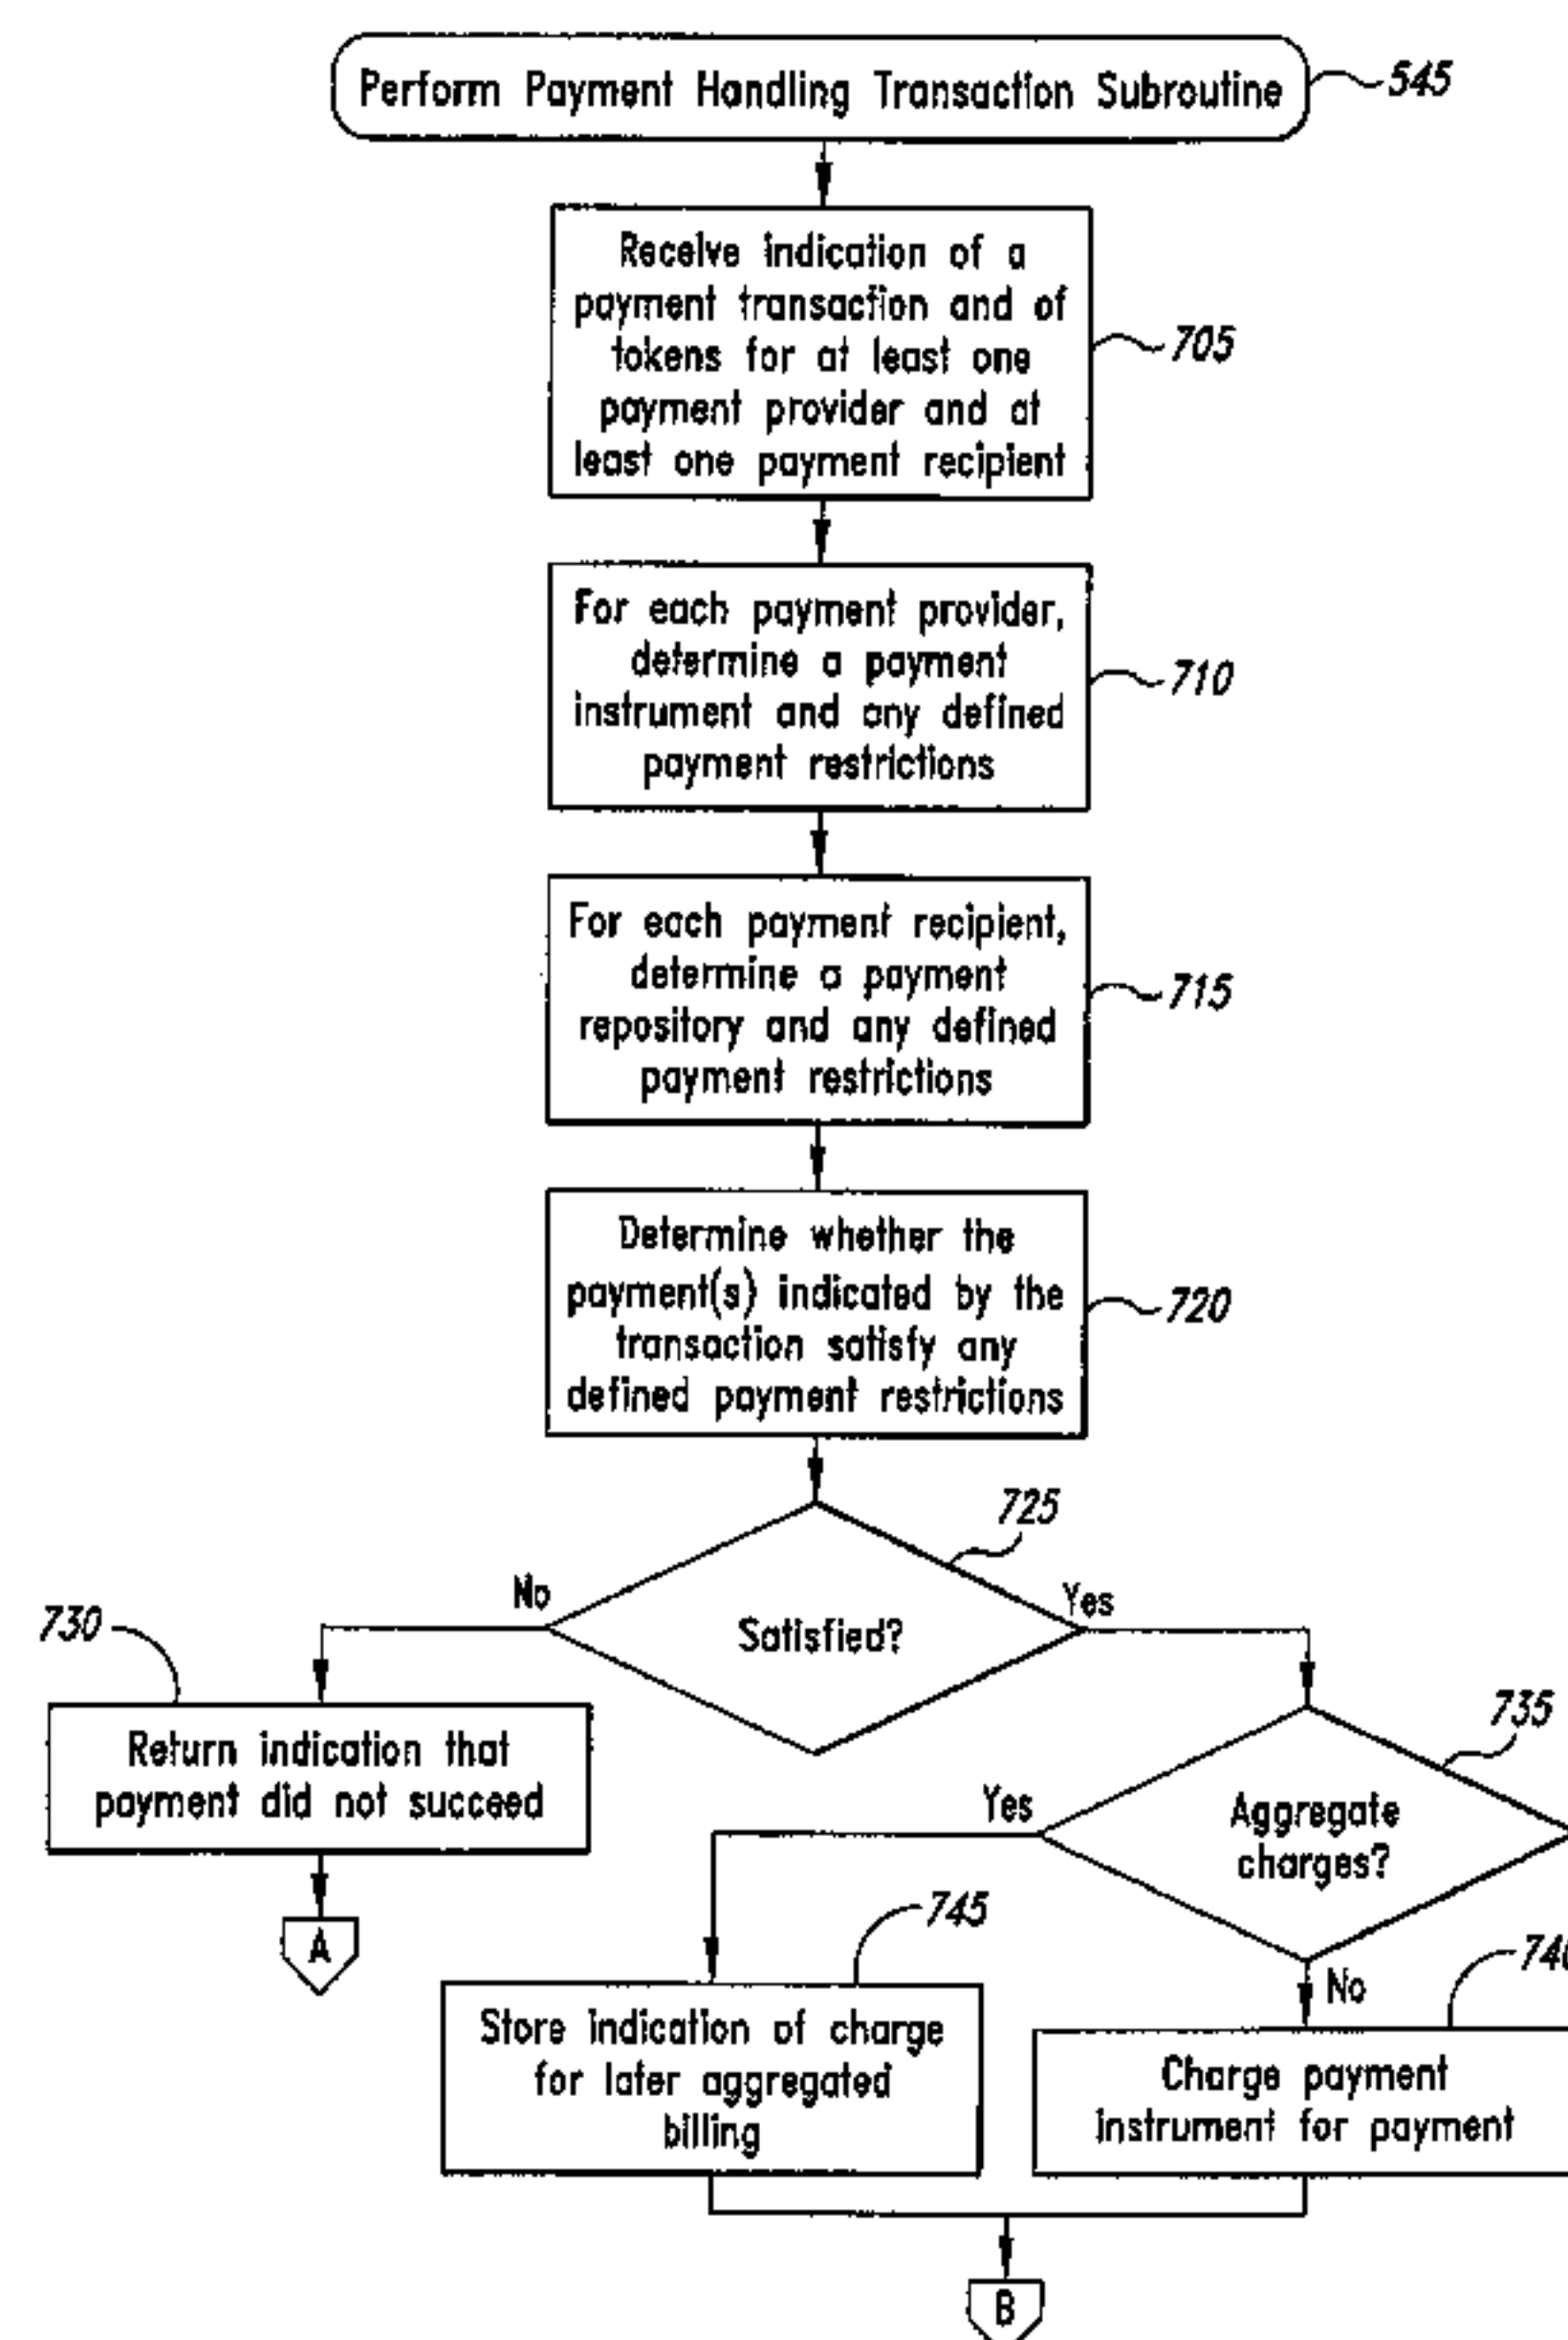 Perform Payment Handling Transaction Subroutine
545
Receive indication of a
payment transaction and of
tokens for at least one
payment provider and at
least one payment recipient
705
For each payment provider,
determine a payment
instrument and any defined
payment restrictions
710
For each payment recipient,
determine a payment
repository and any defined
payment restrictions
715
Determine whether the
payment(s) indicated by the
transaction satisfy any
defined payment restrictions
720
725
No
Yes
Satisfied?
730
Return indication that
payment did not succeed
A
735
Yes
Aggregate
charges?
745
No
Store indication of charge
for later aggregated
billing
Charge payment
instrument for payment
B